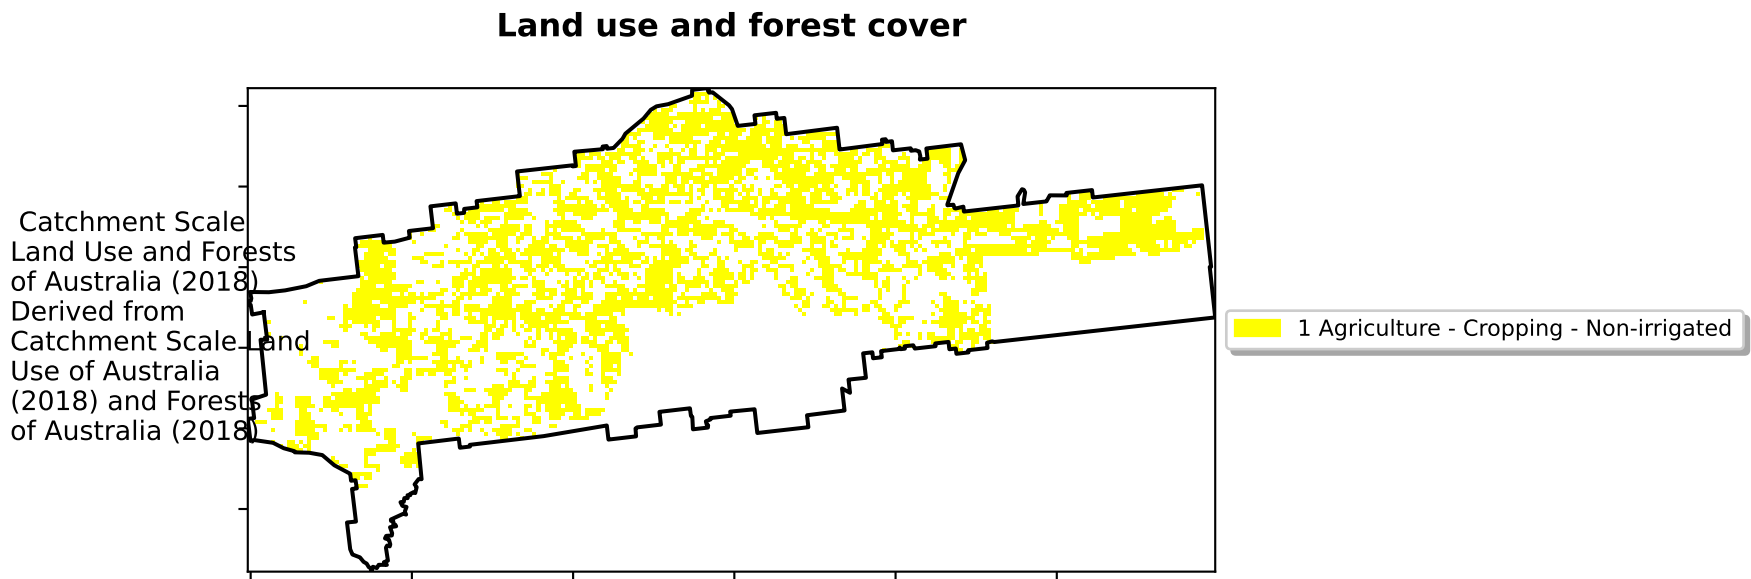 Land use and forest cover
Catchment Scale
Land Use and Forests
of Australia (2018)
Derived from
Catchment Scale Land
Use of Australia
(2018) and Forests
of Australia (2018)
1 Agriculture - Cropping - Non-irrigated